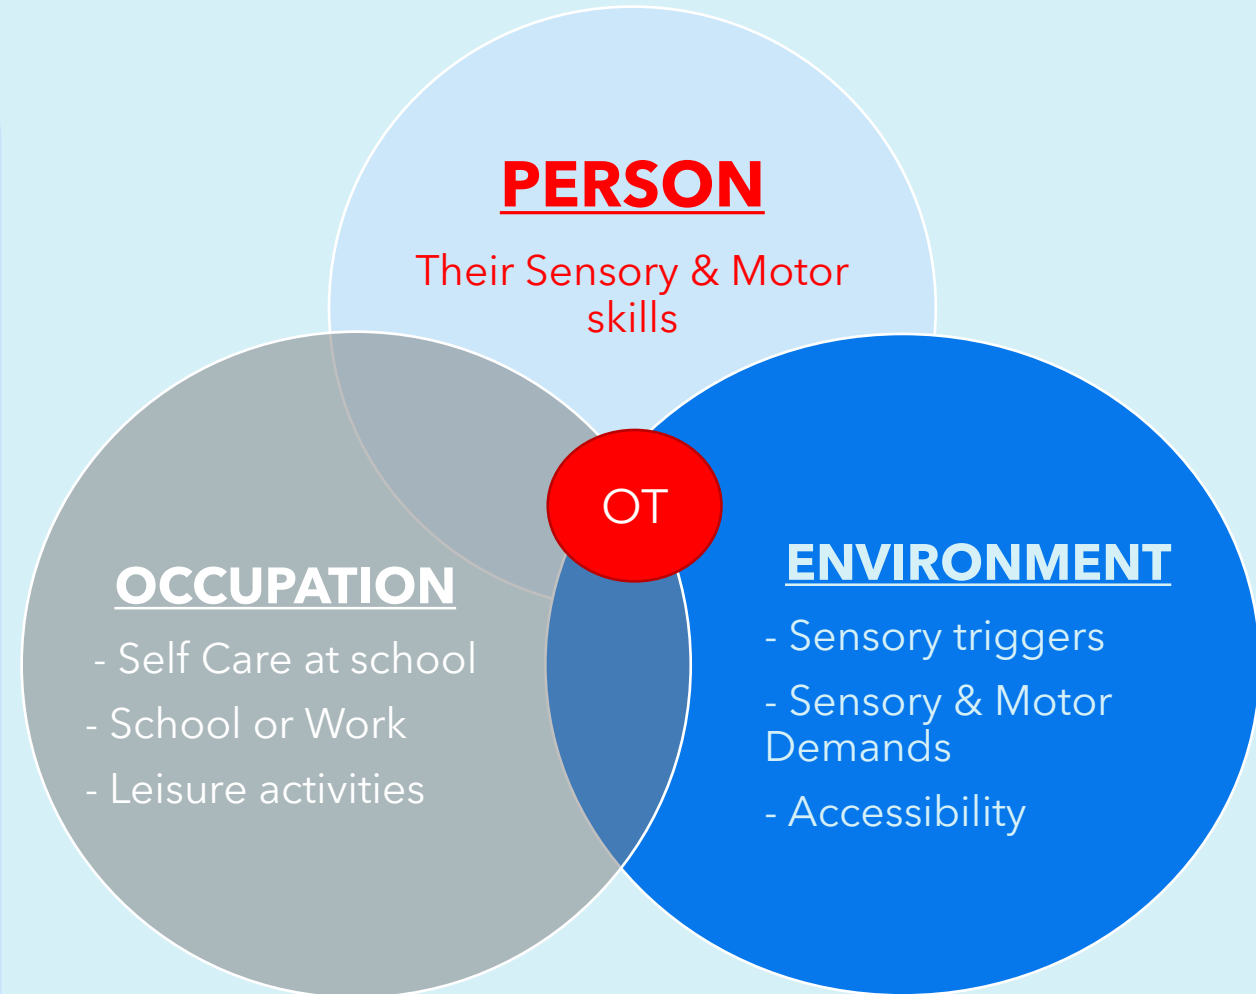 PERSON
Their Sensory & Motor
skills
OT
OCCUPATION
- Self Care at school
- School or Work
- Leisure activities
ENVIRONMENT
- Sensory triggers
- Sensory & Motor
Demands
- Accessibility